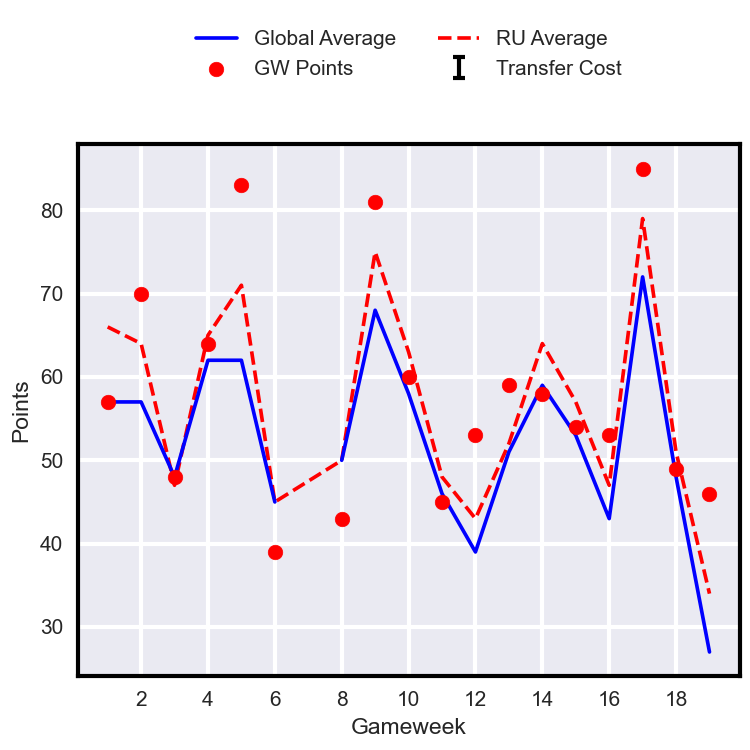 Global Average
RU Average
GW Points
Transfer Cost
80
70
60
50
40
30
Points
2 4 6 8 10 12 14 16 18
Gameweek